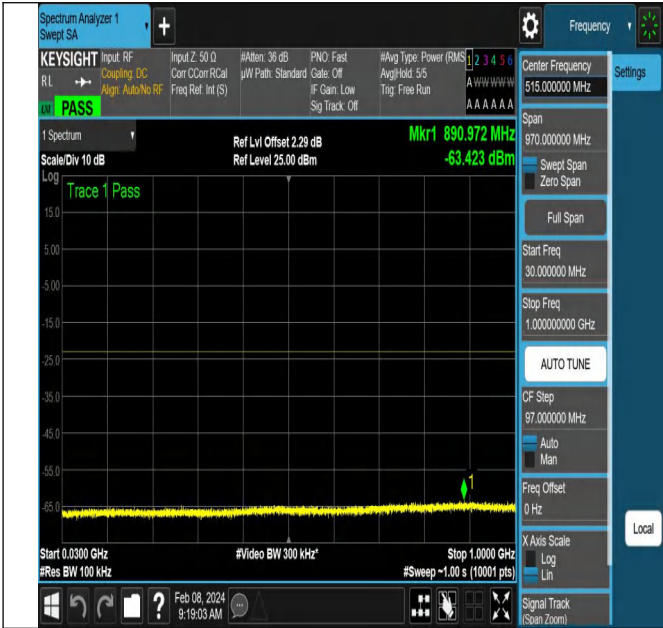 Spectrum Analyzer 1
Swept SA
+
Frequency
KEYSIGHT
RL
LXI
PASS
Input: RF
Coupling: DC
Align: Auto/No RF
Input Z: 50 Ω
Corr CCorr RCal
Freq Ref: Int (S)
#Atten: 36 dB
µW Path: Standard
PNO: Fast
Gate: Off
IF Gain: Low
Sig Track: Off
#Avg Type: Power (RMS
Avg|Hold: 5/5
Trig: Free Run
1 2 3 4 5 6
A W W W W W
A A A A A A
1 Spectrum
Scale/Div 10 dB
Ref Lvl Offset 2.29 dB
Ref Level 25.00 dBm
Mkr1 890.972 MHz
-63.423 dBm
Log
Trace 1 Pass
15.0
5.00
-5.00
-15.0
-25.0
-35.0
-45.0
-55.0
-65.0
1
Start 0.0300 GHz
#Res BW 100 kHz
#Video BW 300 kHz*
Stop 1.0000 GHz
#Sweep ~1.00 s (10001 pts)
?
Feb 08, 2024
9:19:03 AM
Center Frequency
515.000000 MHz
Span
970.000000 MHz
Swept Span
Zero Span
Full Span
Start Freq
30.000000 MHz
Stop Freq
1.000000000 GHz
AUTO TUNE
CF Step
97.000000 MHz
Auto
Man
Freq Offset
0 Hz
X Axis Scale
Log
Lin
Signal Track
(Span Zoom)
Settings
Local